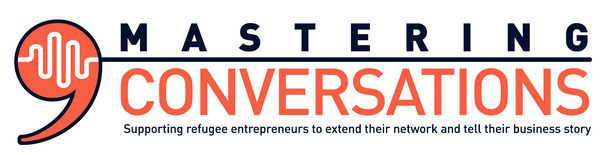 MASTERING
CONVERSATIONS
Supporting refugee entrepreneurs to extend their network and tell their business story